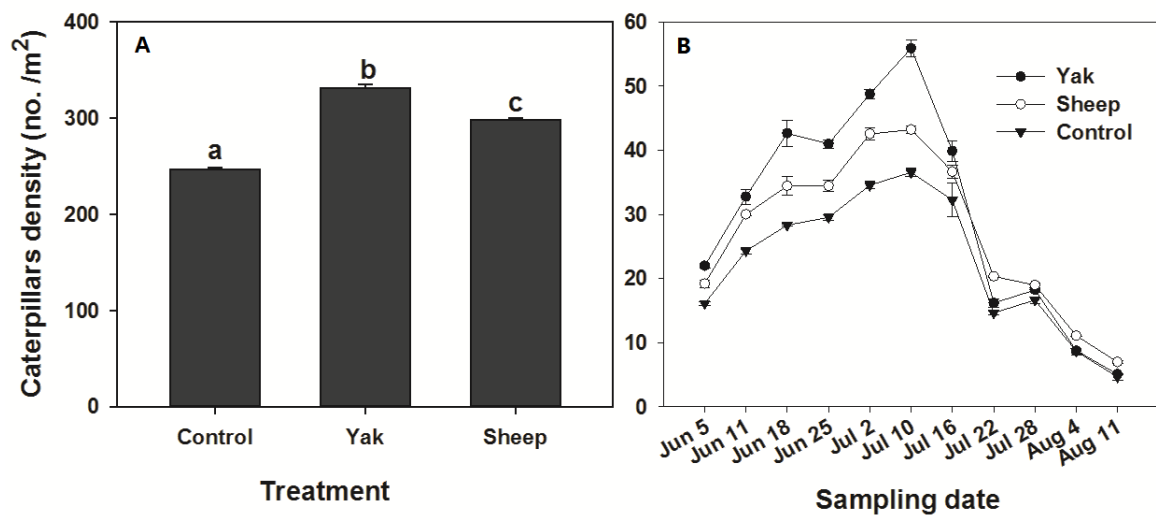 A
Caterpillars density (no. /m²)
400
300
200
100
0
a
b
c
Control
Yak
Sheep
Treatment
B
60
50
40
30
20
10
0
Yak
Sheep
Control
Jun 5
Jun 11
Jun 18
Jun 25
Jul 2
Jul 10
Jul 16
Jul 22
Jul 28
Aug 4
Aug 11
Sampling date